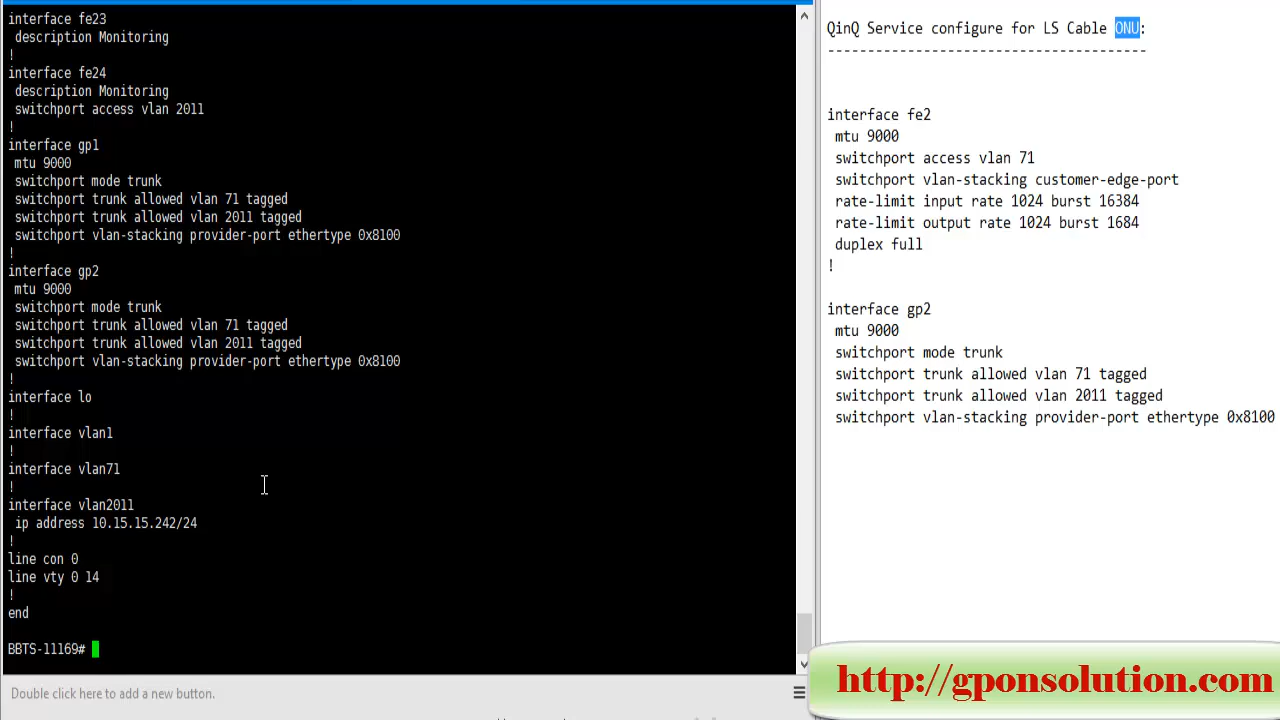 interface fe23
description Monitoring
!
interface fe24
description Monitoring
switchport access vlan 2011
!
interface gp1
mtu 9000
switchport mode trunk
switchport trunk allowed vlan 71 tagged
switchport trunk allowed vlan 2011 tagged
switchport vlan-stacking provider-port ethertype 0x8100
!
interface gp2
mtu 9000
switchport mode trunk
switchport trunk allowed vlan 71 tagged
switchport trunk allowed vlan 2011 tagged
switchport vlan-stacking provider-port ethertype 0x8100
!
interface lo
!
interface vlan1
!
interface vlan71
!
interface vlan2011
ip address 10.15.15.242/24
!
line con 0
line vty 0 14
!
end
BBTS-11169#
Double click here to add a new button.
QinQ Service configure for LS Cable ONU:
----------------------------------------
interface fe2
mtu 9000
switchport access vlan 71
switchport vlan-stacking customer-edge-port
rate-limit input rate 1024 burst 16384
rate-limit output rate 1024 burst 1684
duplex full
!
interface gp2
mtu 9000
switchport mode trunk
switchport trunk allowed vlan 71 tagged
switchport trunk allowed vlan 2011 tagged
switchport vlan-stacking provider-port ethertype 0x8100
http://gponsolution.com